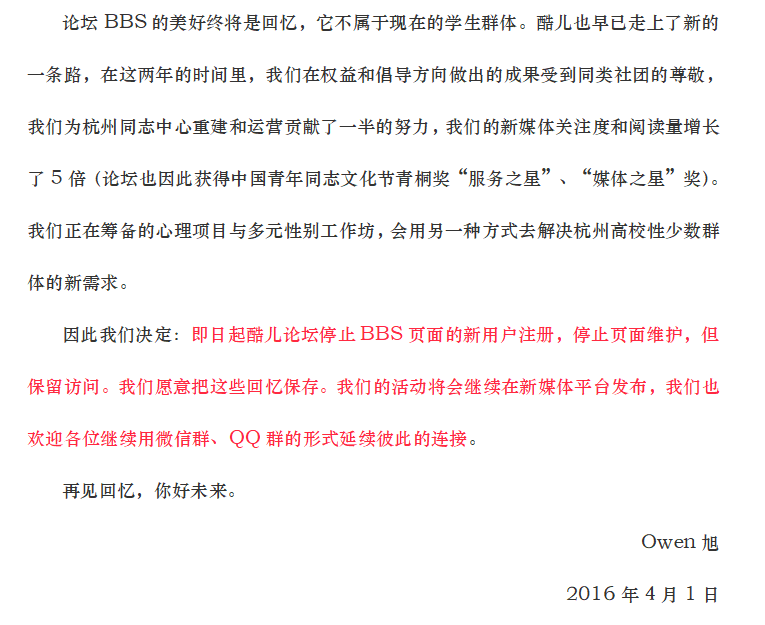 论坛 BBS 的美好终将是回忆，它不属于现在的学生群体。酷儿也早已走上了新的
一条路，在这两年的时间里，我们在权益和倡导方向做出的成果受到同类社团的尊敬，
我们为杭州同志中心重建和运营贡献了一半的努力，我们的新媒体关注度和阅读量增长
了 5 倍 (论坛也因此获得中国青年同志文化节青桐奖“服务之星”、“媒体之星”奖)。
我们正在筹备的心理项目与多元性别工作坊，会用另一种方式去解决杭州高校性少数群
体的新需求。
因此我们决定：即日起酷儿论坛停止 BBS 页面的新用户注册，停止页面维护，但
保留访问。我们愿意把这些回忆保存。我们的活动将会继续在新媒体平台发布，我们也
欢迎各位继续用微信群、QQ 群的形式延续彼此的连接。
再见回忆，你好未来。
Owen 旭
2016 年 4 月 1 日